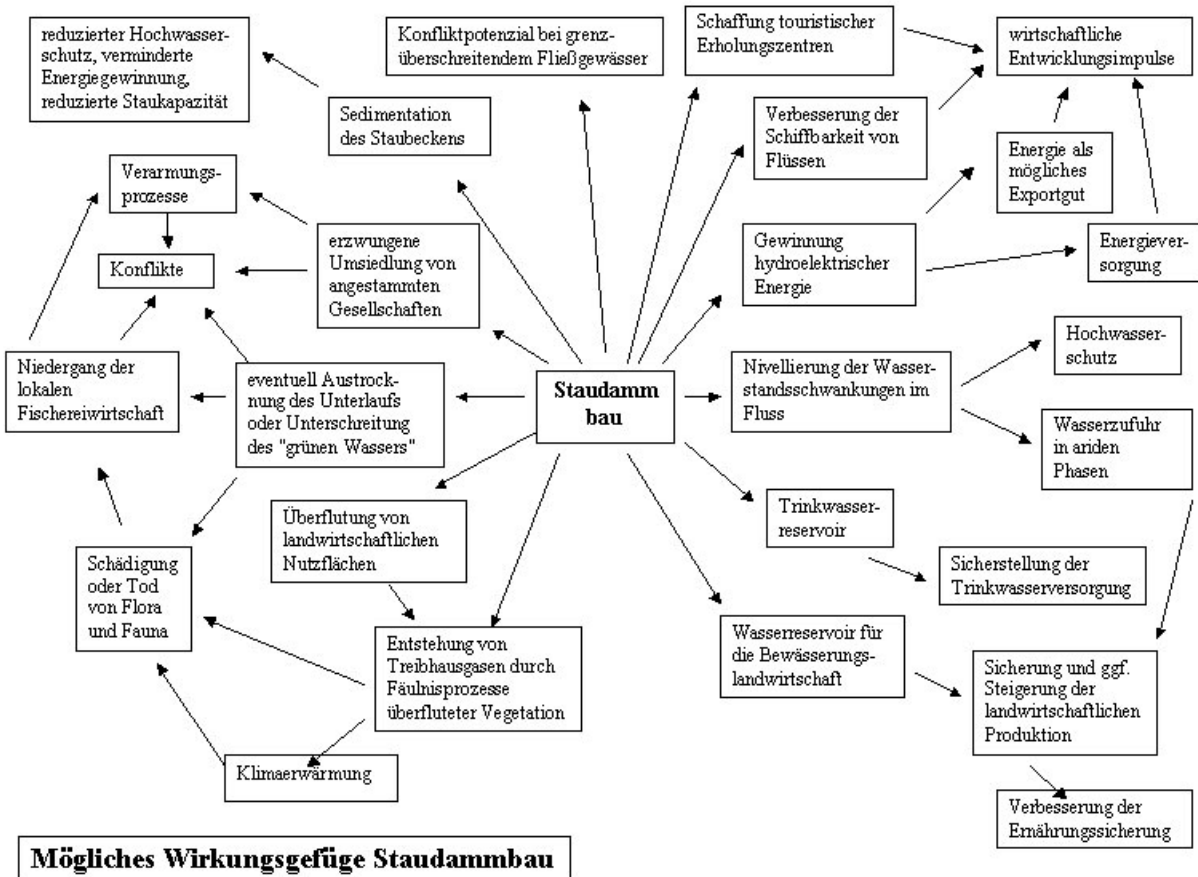 reduzierter Hochwasser-
schutz, verminderte
Energiegewinnung,
reduzierte Staukapazität
Konfliktpotenzial bei grenz-
überschreitendem Fließgewässer
Schaffung touristischer
Erholungszentren
wirtschaftliche
Entwicklungsimpulse
Sedimentation
des Staubeckens
Verbesserung der
Schiffbarkeit von
Flüssen
Energie als
mögliches
Exportgut
Verarmungs-
prozesse
Konflikte
erzwungene
Umsiedlung von
angestammten
Gesellschaften
Gewinnung
hydroelektrischer
Energie
Energiever-
sorgung
Niedergang der
lokalen
Fischereiwirtschaft
eventuell Austrock-
nung des Unterlaufs
oder Unterschreitung
des "grünen Wassers"
Staudamm
bau
Nivellierung der Wasser-
standsschwankungen im
Fluss
Hochwasser-
schutz
Wasserzufuhr
in ariden
Phasen
Überflutung von
landwirtschaftlichen
Nutzflächen
Trinkwasser-
reservoir
Sicherstellung der
Trinkwasserversorgung
Schädigung
oder Tod
von Flora
und Fauna
Entstehung von
Treibhausgasen durch
Fäulnisprozesse
überfluteter Vegetation
Wasserreservoir für
die Bewässerungs-
landwirtschaft
Sicherung und ggf.
Steigerung der
landwirtschaftlichen
Produktion
Klimaerwärmung
Verbesserung der
Ernährungssicherung
Mögliches Wirkungsgefüge Staudammbau